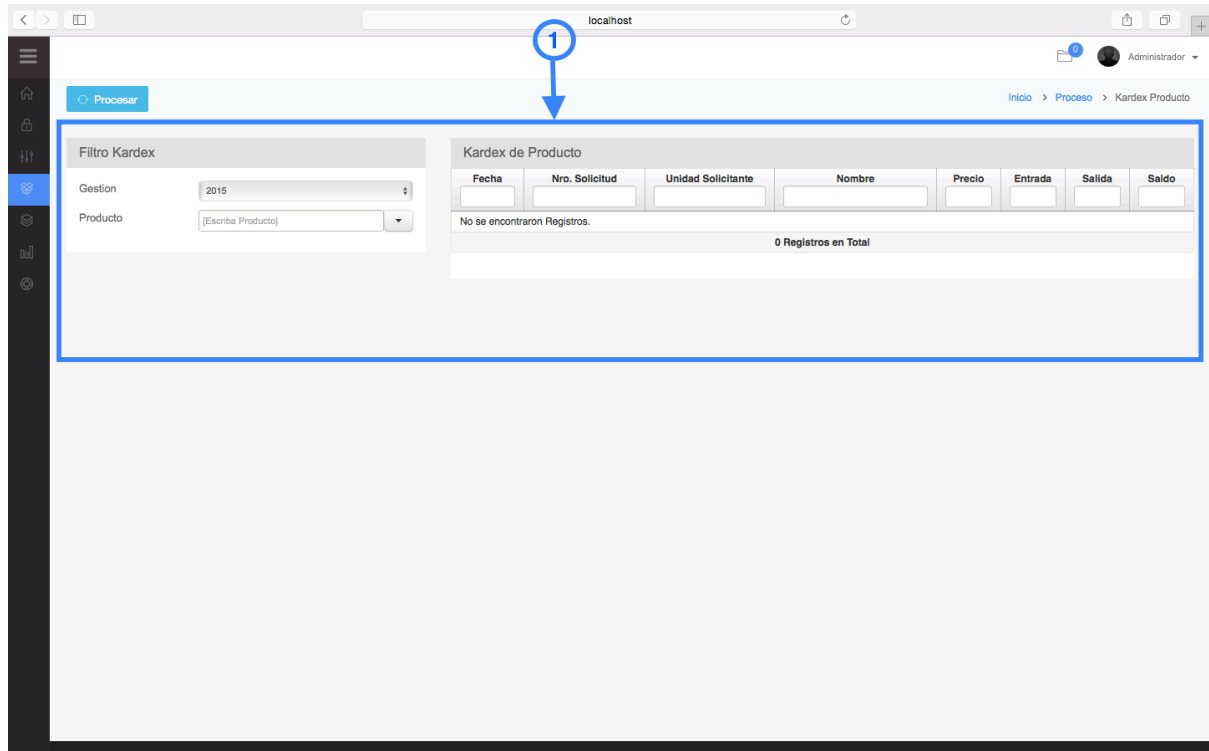 localhost
1
0
Administrador
Procesar
Inicio > Proceso > Kardex Producto
Filtro Kardex
Gestion 2015
Producto [Escriba Producto]
Kardex de Producto
Fecha Nro. Solicitud Unidad Solicitante Nombre Precio Entrada Salida Saldo
No se encontraron Registros.
0 Registros en Total